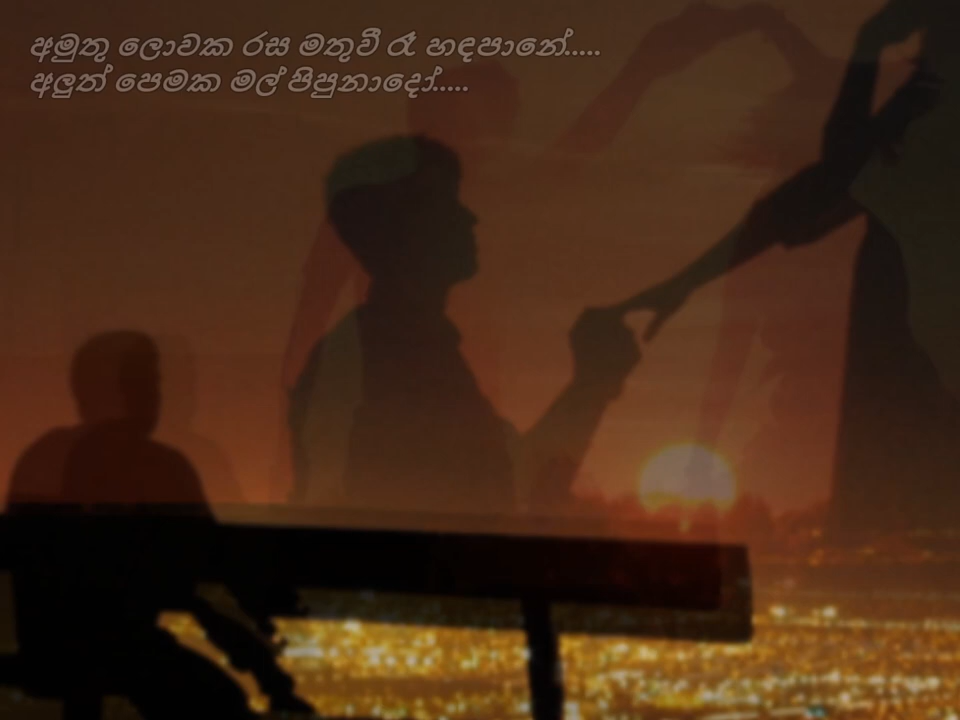 අමුතු ලොවක රස මතුවී රෑ හඳපානේ.....
අලුත් පෙමක මල් පිපුනාදෝ.....